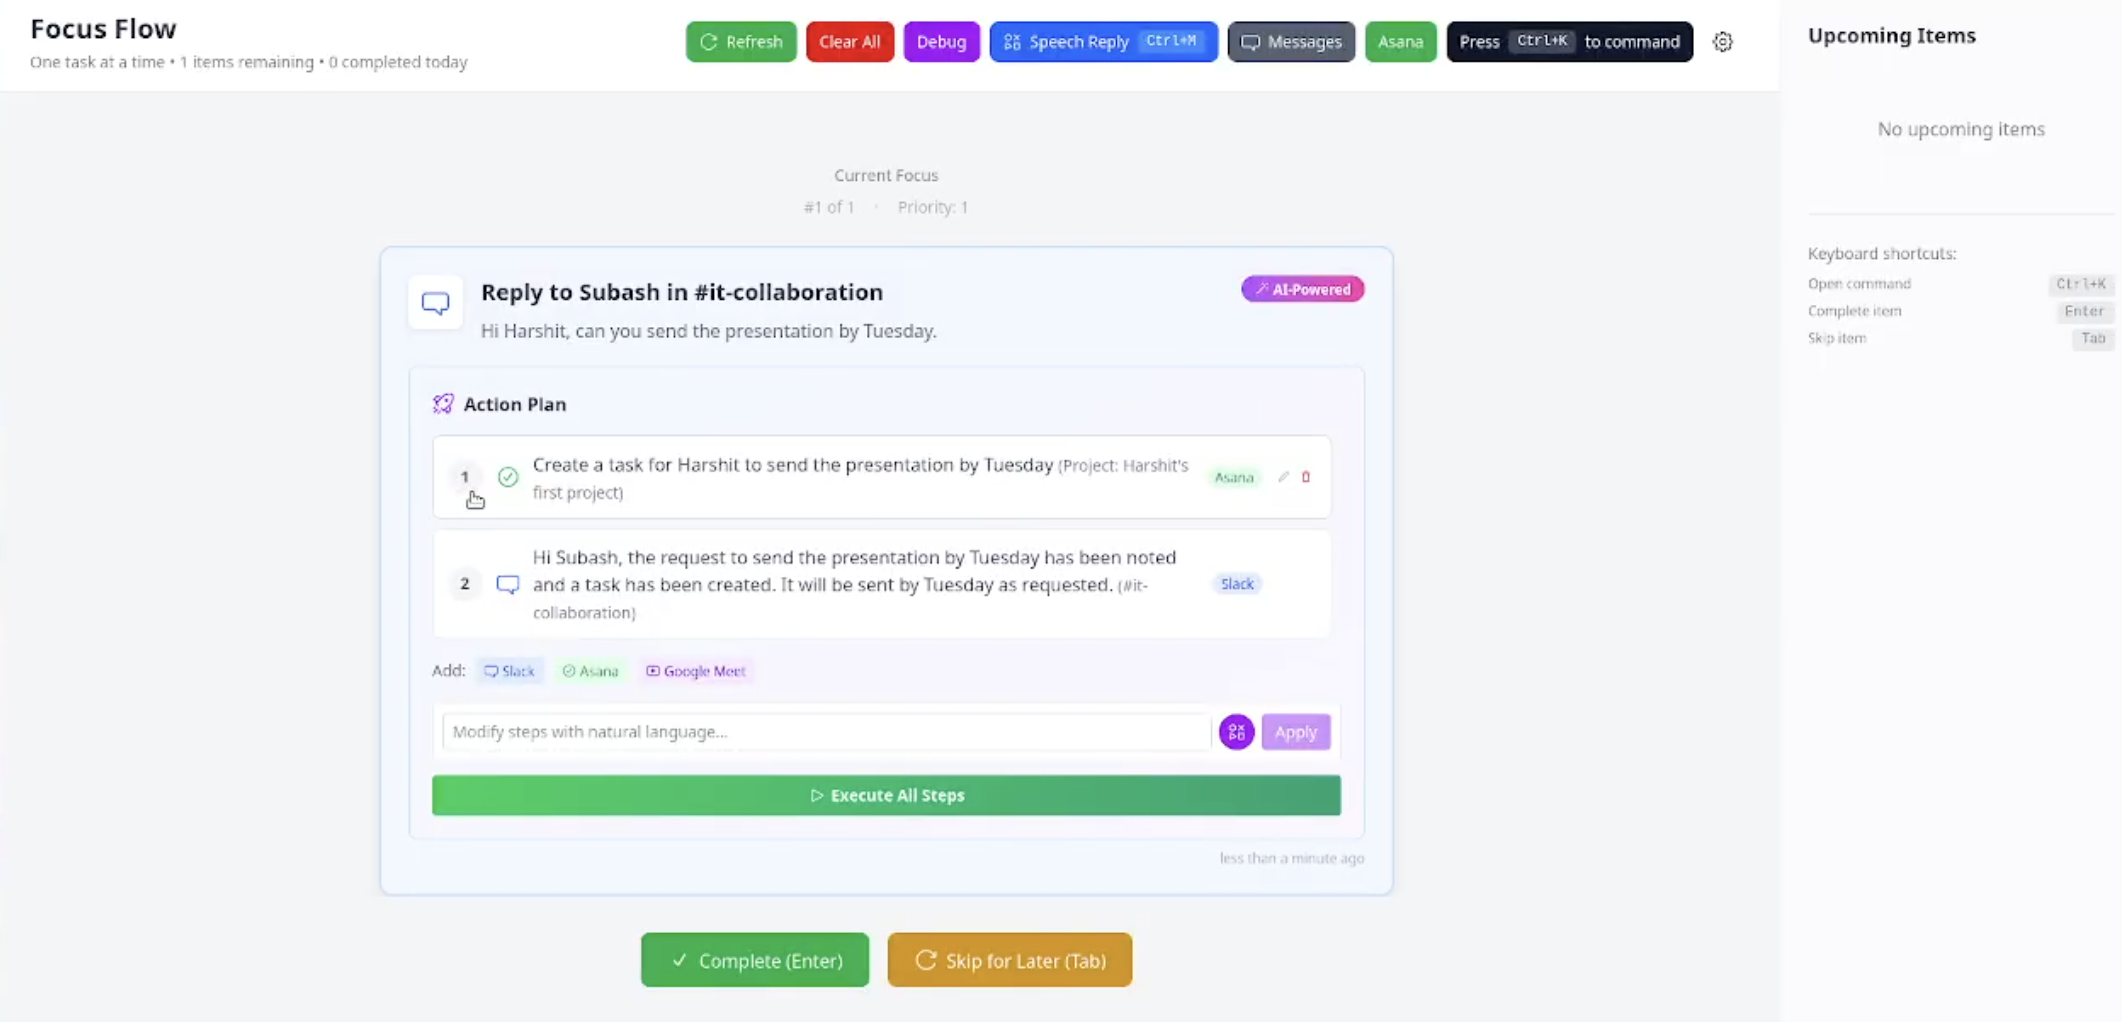 Focus Flow
One task at a time • 1 items remaining • 0 completed today
Refresh
Clear All
Debug
Speech Reply Ctrl+M
Messages
Asana
Press Ctrl+K to command
Current Focus
#1 of 1 • Priority: 1
Reply to Subash in #it-collaboration
AI-Powered
Hi Harshit, can you send the presentation by Tuesday.
Action Plan
1
Create a task for Harshit to send the presentation by Tuesday (Project: Harshit's
first project)
Asana
2
Hi Subash, the request to send the presentation by Tuesday has been noted
and a task has been created. It will be sent by Tuesday as requested. (#it-
collaboration)
Slack
Add: Slack Asana Google Meet
Modify steps with natural language...
Apply
Execute All Steps
less than a minute ago
Complete (Enter)
Skip for Later (Tab)
Upcoming Items
No upcoming items
Keyboard shortcuts:
Open command Ctrl+K
Complete item Enter
Skip item Tab